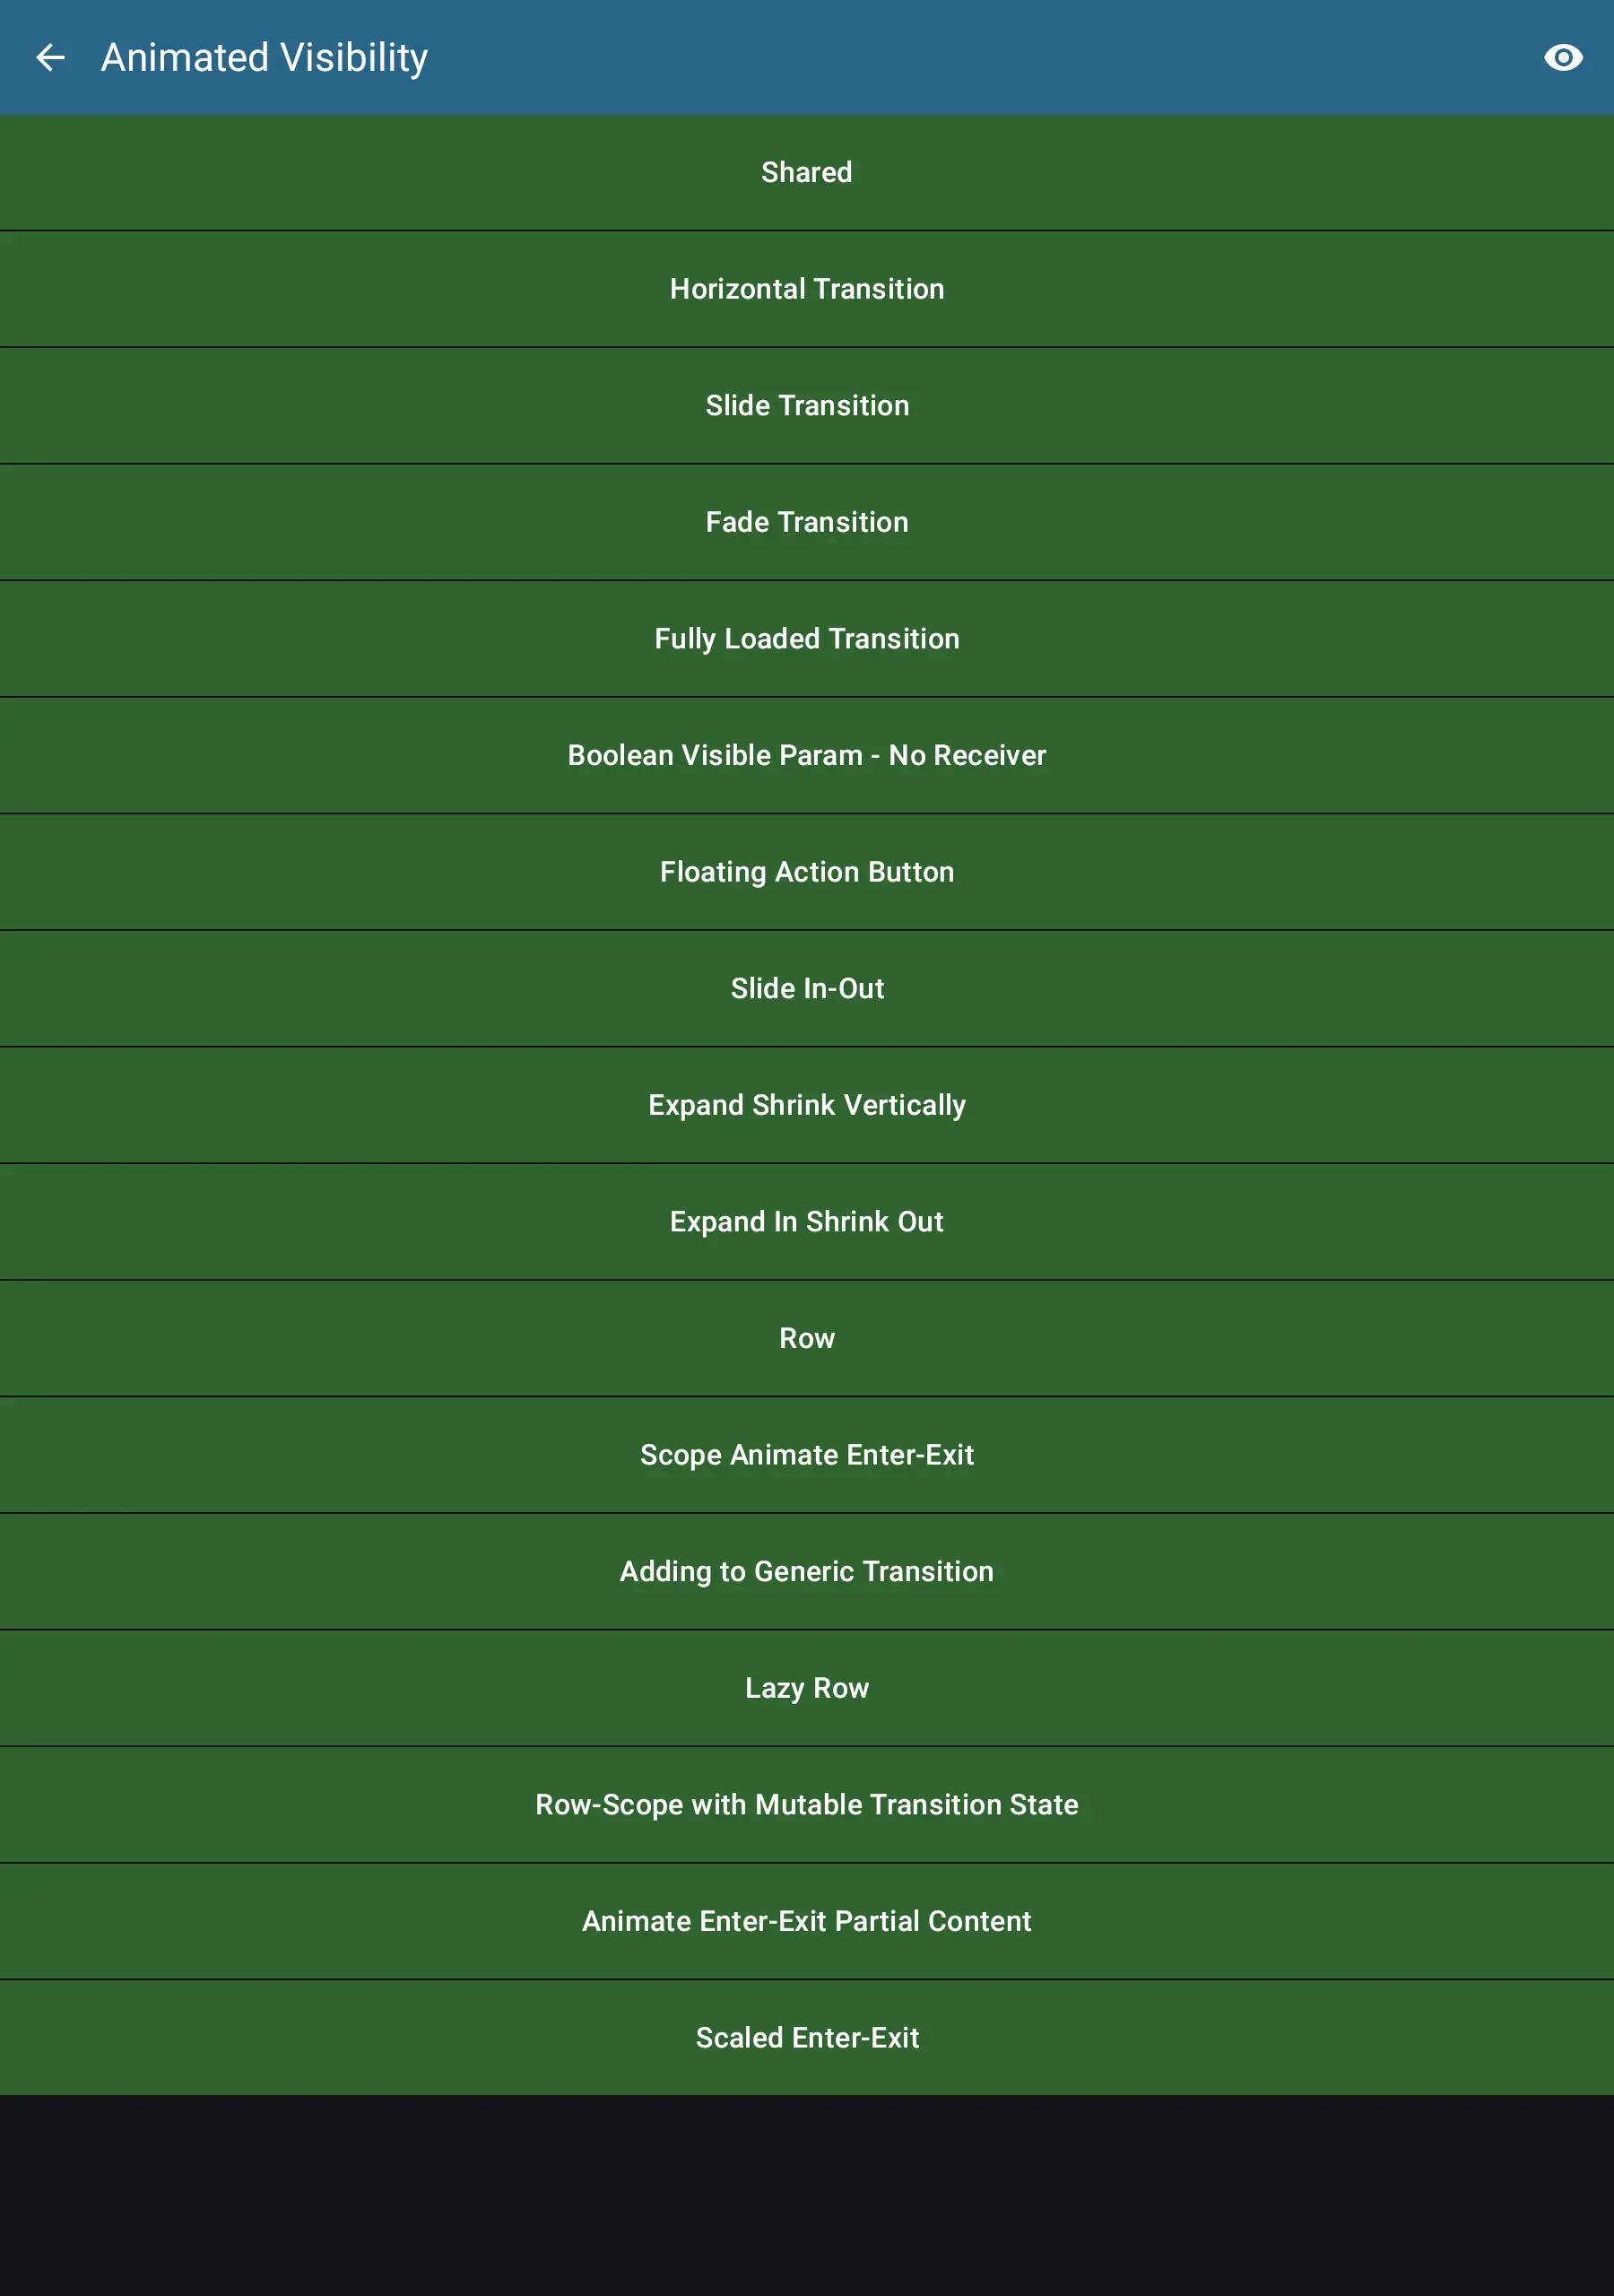 Animated Visibility
Shared
Horizontal Transition
Slide Transition
Fade Transition
Fully Loaded Transition
Boolean Visible Param - No Receiver
Floating Action Button
Slide In-Out
Expand Shrink Vertically
Expand In Shrink Out
Row
Scope Animate Enter-Exit
Adding to Generic Transition
Lazy Row
Row-Scope with Mutable Transition State
Animate Enter-Exit Partial Content
Scaled Enter-Exit